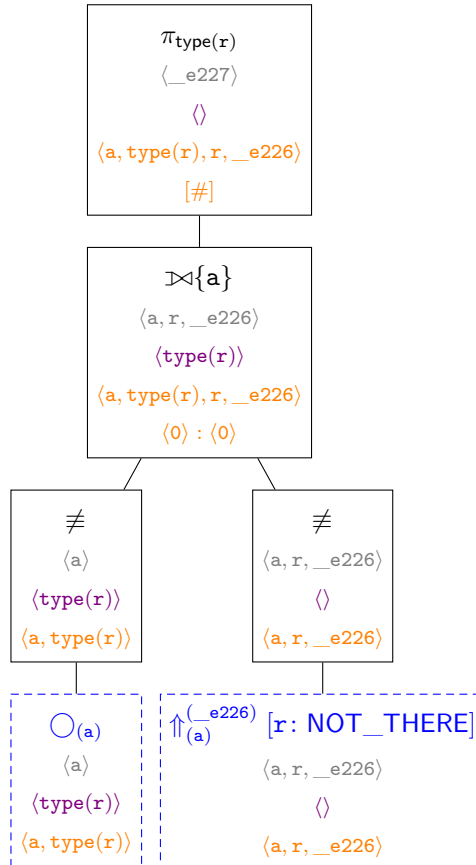 π type(r)
⟨__e227⟩
⟨⟩
⟨a, type(r), r, __e226⟩
[#]
⟕{a}
⟨a, r, __e226⟩
⟨type(r)⟩
⟨a, type(r), r, __e226⟩
⟨0⟩ : ⟨0⟩
≢
⟨a⟩
⟨type(r)⟩
⟨a, type(r)⟩
≢
⟨a, r, __e226⟩
⟨⟩
⟨a, r, __e226⟩
◯(a)
⟨a⟩
⟨type(r)⟩
⟨a, type(r)⟩
⇑(a)(__e226) [r: NOT_THERE]
⟨a, r, __e226⟩
⟨⟩
⟨a, r, __e226⟩